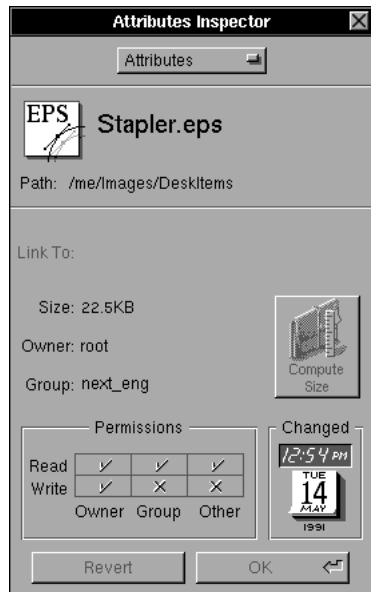 Attributes Inspector
Attributes
EPS
Stapler.eps
Path: /me/Images/DeskItems
Link To:
Size: 22.5KB
Owner: root
Group: next_eng
Compute
Size
Permissions
Read
Write
Owner Group Other
Changed
12:54 PM
TUE
14
MAY
1991
Revert
OK